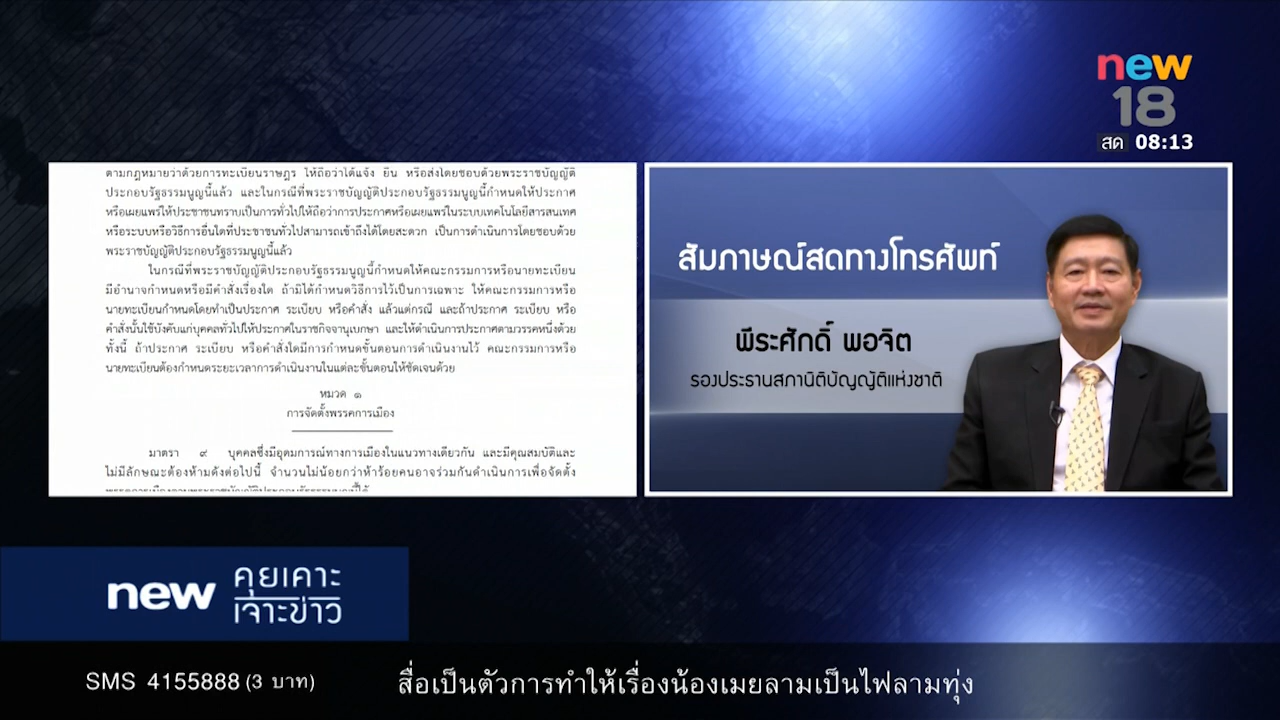 new
18
สด 08:13
ตามกฎหมายว่าด้วยการทะเบียนราษฎร ให้ถือว่าได้แจ้ง ยื่น หรือส่งโดยชอบด้วยพระราชบัญญัติ
ประกอบรัฐธรรมนูญนี้แล้ว และในกรณีที่พระราชบัญญัติประกอบรัฐธรรมนูญนี้กำหนดให้ประกาศ
หรือเผยแพร่ให้ประชาชนทราบเป็นการทั่วไปให้ถือว่าการประกาศหรือเผยแพร่ในระบบเทคโนโลยีสารสนเทศ
หรือระบบหรือวิธีการอื่นใดที่ประชาชนทั่วไปสามารถเข้าถึงได้โดยสะดวก เป็นการดำเนินการโดยชอบด้วย
พระราชบัญญัติประกอบรัฐธรรมนูญนี้แล้ว
ในกรณีที่พระราชบัญญัติประกอบรัฐธรรมนูญนี้กำหนดให้คณะกรรมการหรือนายทะเบียน
มีอำนาจกำหนดหรือมีคำสั่งเรื่องใด ถ้ามิได้กำหนดวิธีการไว้เป็นการเฉพาะ ให้คณะกรรมการหรือ
นายทะเบียนกำหนดโดยทำเป็นประกาศ ระเบียบ หรือคำสั่ง แล้วแต่กรณี และถ้าประกาศ ระเบียบ หรือ
คำสั่งนั้นใช้บังคับแก่บุคคลทั่วไปให้ประกาศในราชกิจจานุเบกษา และให้ดำเนินการประกาศตามวรรคหนึ่งด้วย
ทั้งนี้ ถ้าประกาศ ระเบียบ หรือคำสั่งใดมีการกำหนดขั้นตอนการดำเนินงานไว้ คณะกรรมการหรือ
นายทะเบียนต้องกำหนดระยะเวลาการดำเนินงานในแต่ละขั้นตอนให้ชัดเจนด้วย
หมวด ๑
การจัดตั้งพรรคการเมือง
มาตรา ๙ บุคคลซึ่งมีอุดมการณ์ทางการเมืองในแนวทางเดียวกัน และมีคุณสมบัติและ
ไม่มีลักษณะต้องห้ามดังต่อไปนี้ จำนวนไม่น้อยกว่าห้าร้อยคนอาจร่วมกันดำเนินการเพื่อจัดตั้ง
พรรคการเมืองตามพระราชบัญญัติประกอบรัฐธรรมนูญนี้ได้
สัมภาษณ์สดทางโทรศัพท์
พีระศักดิ์ พอจิต
รองประธานสภานิติบัญญัติแห่งชาติ
new คุยเคาะ
เจาะข่าว
SMS 4155888 (3 บาท) สื่อเป็นตัวการทำให้เรื่องน้องเมยลามเป็นไฟลามทุ่ง